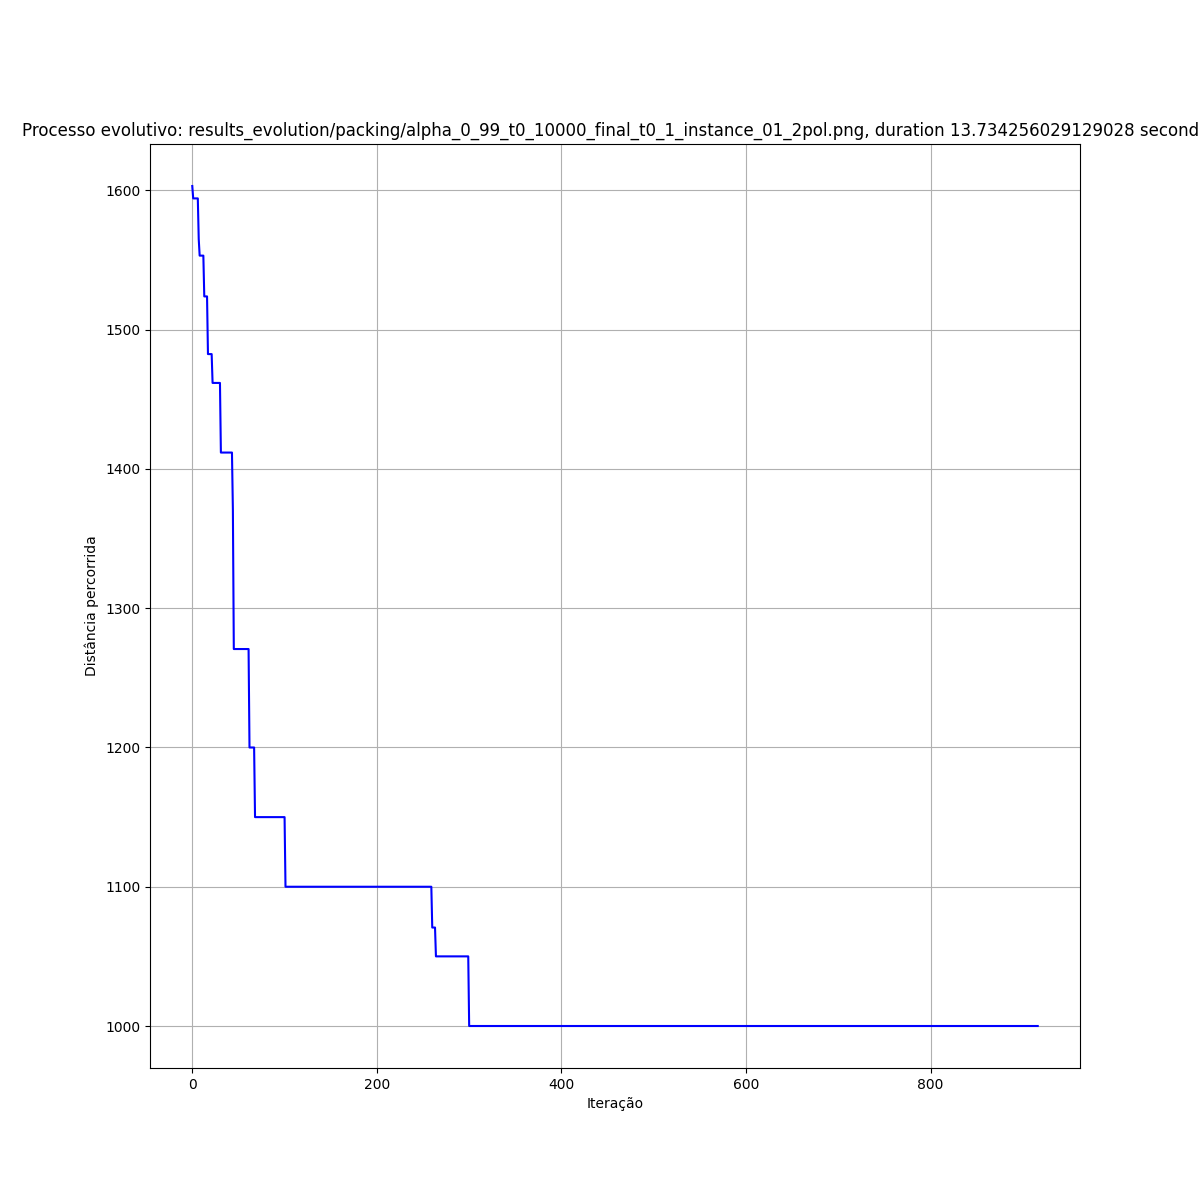 Processo evolutivo: results_evolution/packing/alpha_0_99_t0_10000_final_t0_1_instance_01_2pol.png, duration 13.734256029129028 second
1600
1500
1400
1300
1200
1100
1000
Distância percorrida
0 200 400 600 800
Iteração